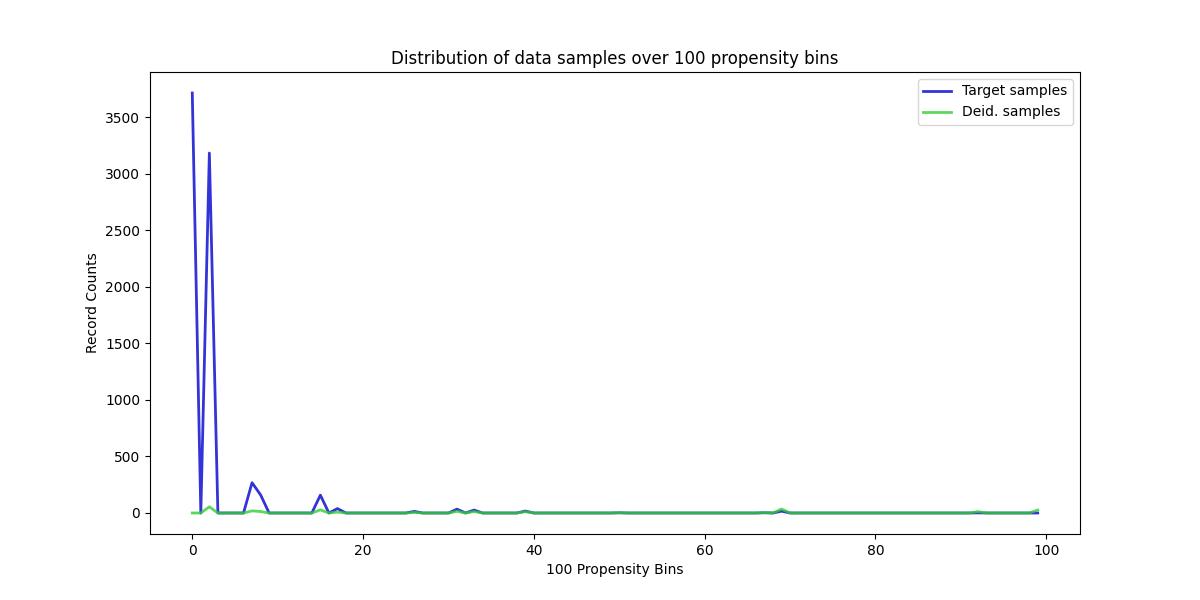 Distribution of data samples over 100 propensity bins
Target samples
Deid. samples
Record Counts
3500
3000
2500
2000
1500
1000
500
0
0 20 40 60 80 100
100 Propensity Bins